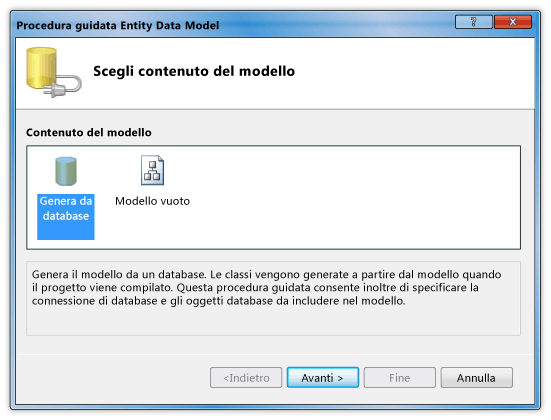 Procedura guidata Entity Data Model
?
X
Scegli contenuto del modello
Contenuto del modello
Genera da
database
Modello vuoto
Genera il modello da un database. Le classi vengono generate a partire dal modello quando
il progetto viene compilato. Questa procedura guidata consente inoltre di specificare la
connessione di database e gli oggetti database da includere nel modello.
<Indietro
Avanti >
Fine
Annulla